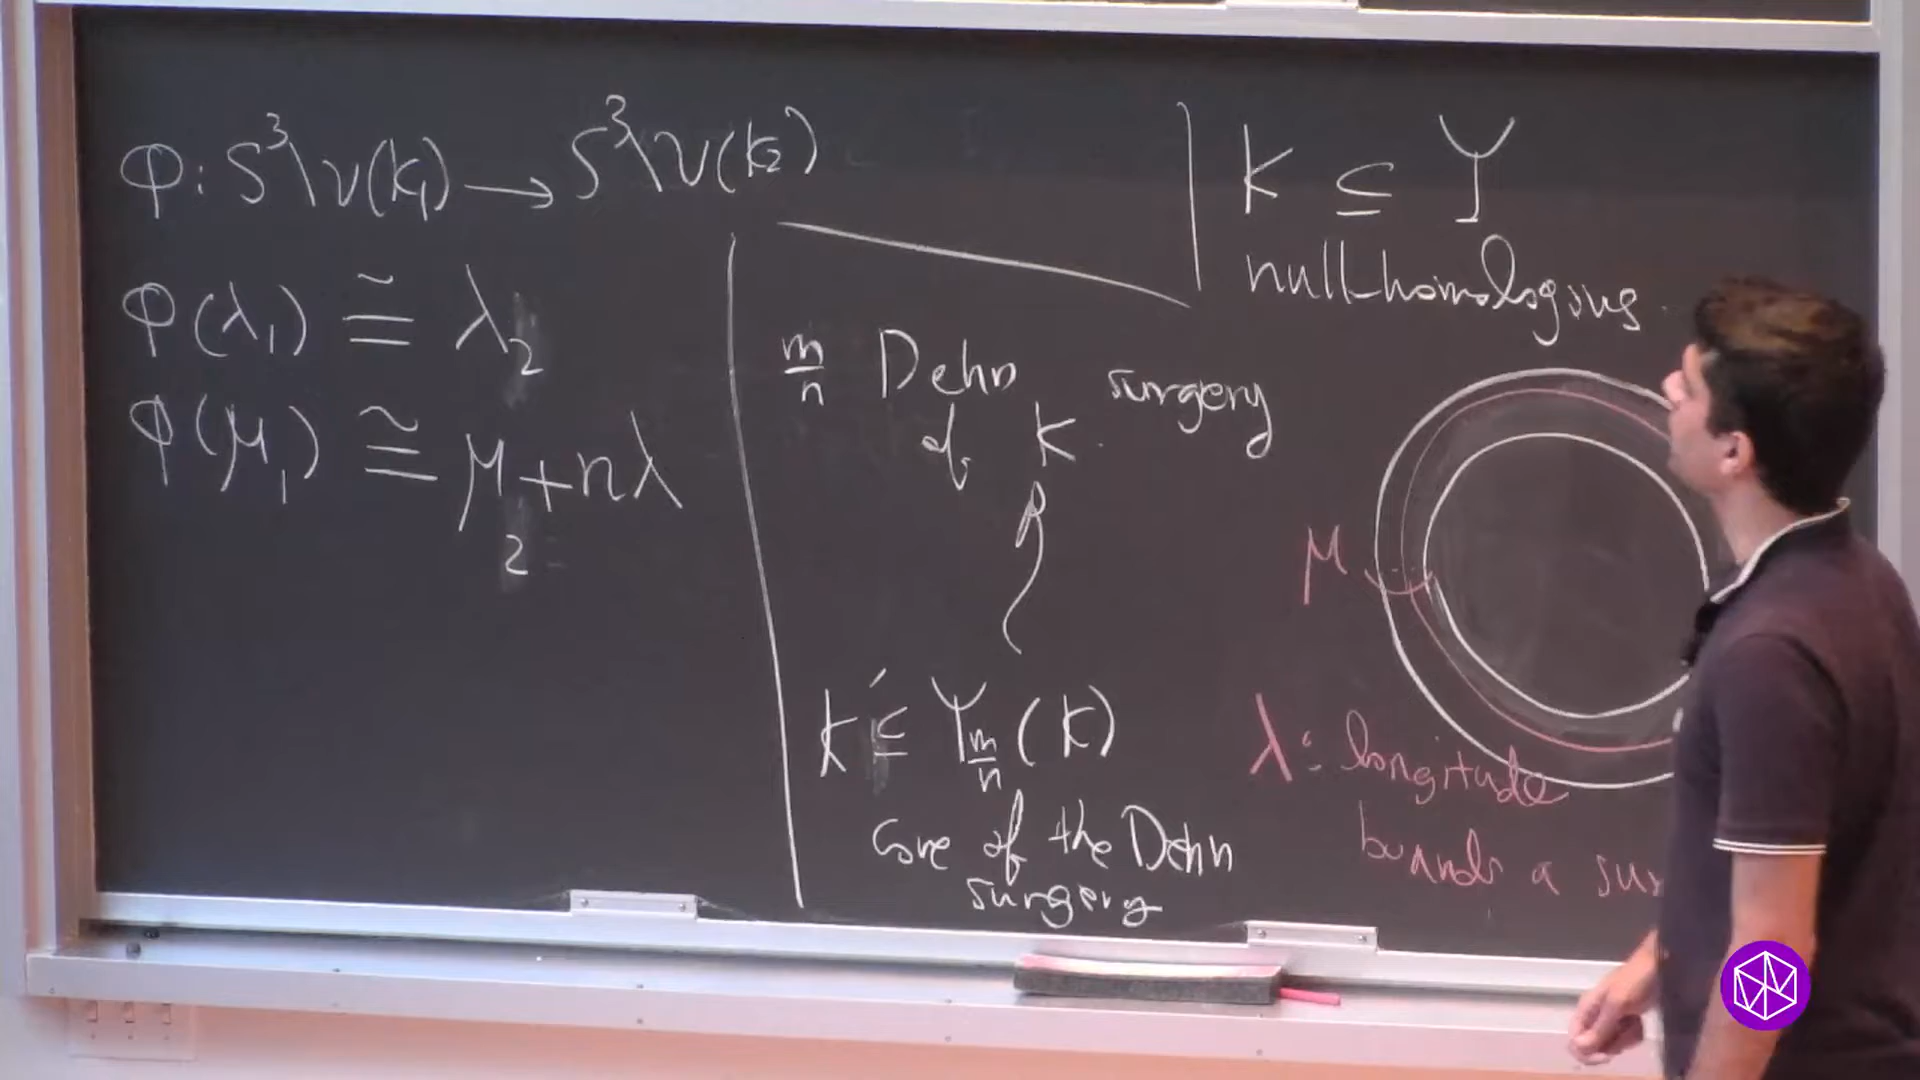 φ: S³\ν(K₁) → S³\ν(K₂)
φ(λ₁) ≅ λ₂
φ(μ₁) ≅ μ₂+nλ
K ⊆ Y
null-homologous
m/n Dehn surgery
of K.
K' ⊆ Y_{m/n}(K)
core of the Dehn
surgery
μ
λ: longitude
bounds a sur